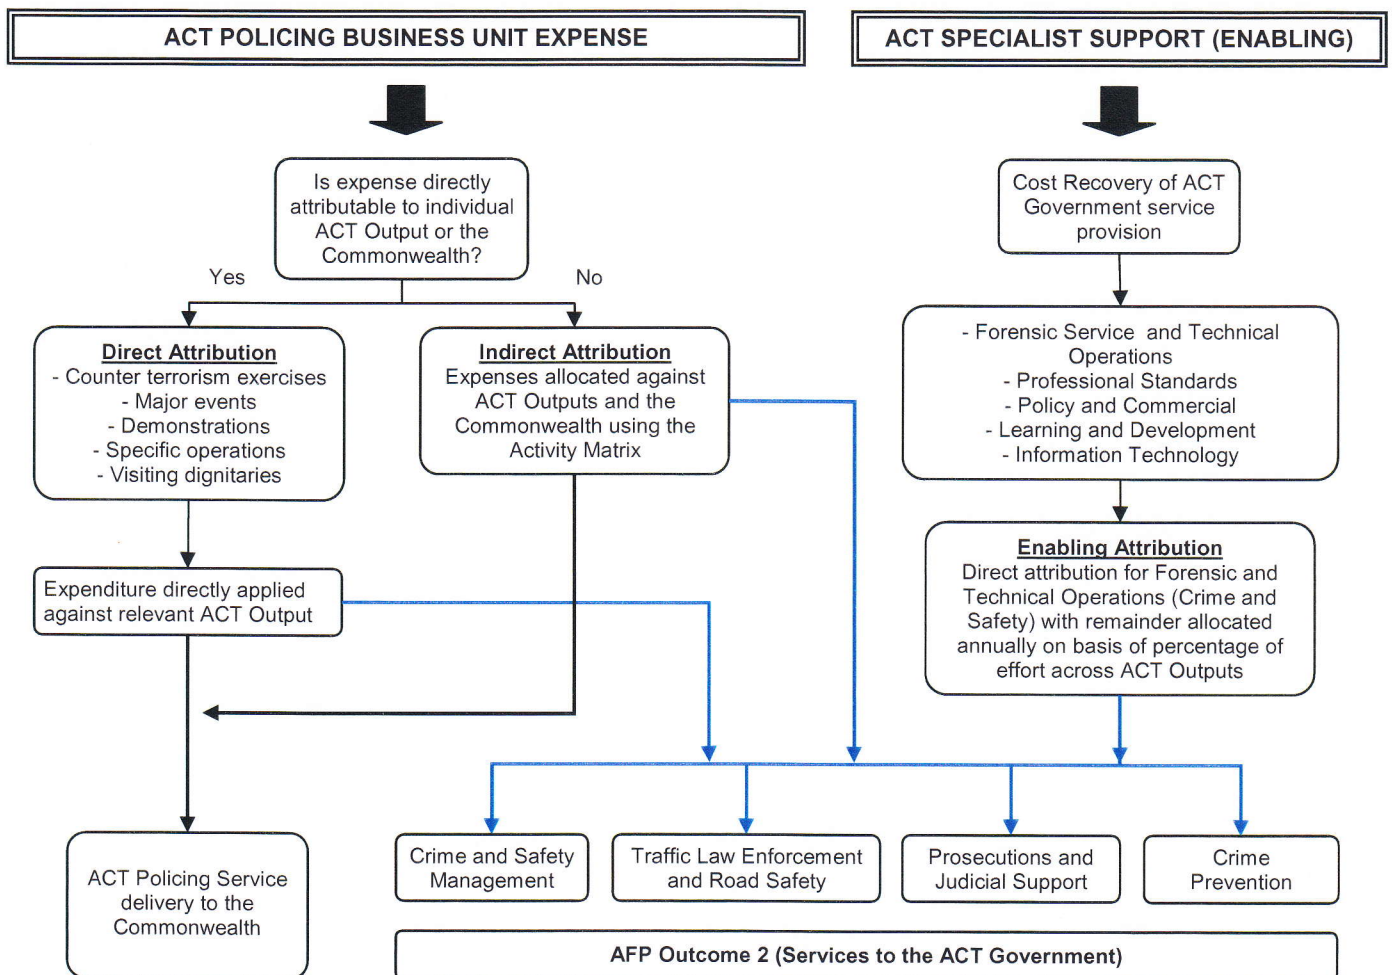 ACT POLICING BUSINESS UNIT EXPENSE
ACT SPECIALIST SUPPORT (ENABLING)
Is expense directly
attributable to individual
ACT Output or the
Commonwealth?
Yes
No
Cost Recovery of ACT
Government service
provision
Direct Attribution
- Counter terrorism exercises
- Major events
- Demonstrations
- Specific operations
- Visiting dignitaries
Indirect Attribution
Expenses allocated against
ACT Outputs and the
Commonwealth using the
Activity Matrix
- Forensic Service and Technical
Operations
- Professional Standards
- Policy and Commercial
- Learning and Development
- Information Technology
Expenditure directly applied
against relevant ACT Output
Enabling Attribution
Direct attribution for Forensic and
Technical Operations (Crime and
Safety) with remainder allocated
annually on basis of percentage of
effort across ACT Outputs
ACT Policing Service
delivery to the
Commonwealth
Crime and Safety
Management
Traffic Law Enforcement
and Road Safety
Prosecutions and
Judicial Support
Crime
Prevention
AFP Outcome 2 (Services to the ACT Government)